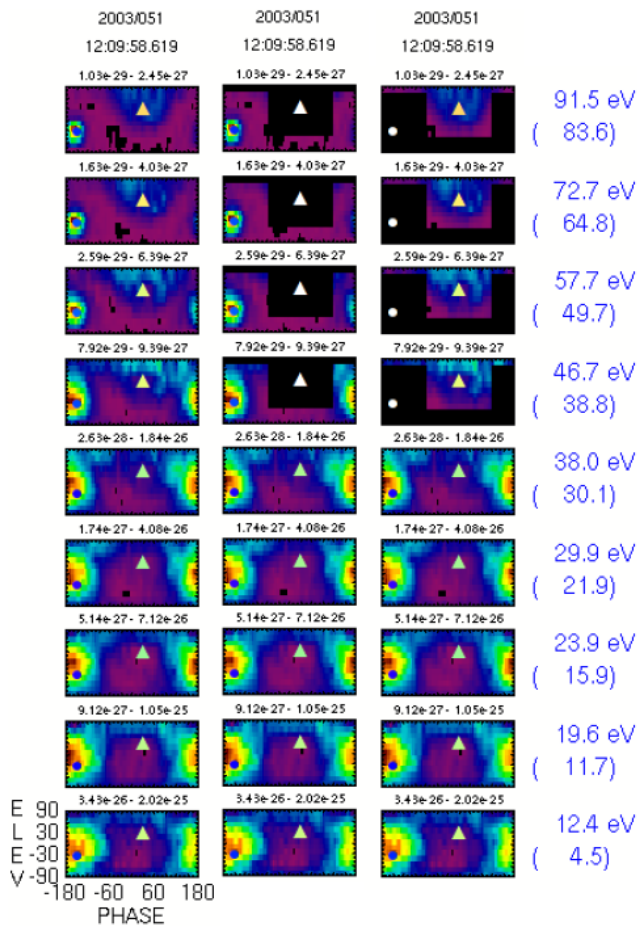 2003/051 2003/051 2003/051
12:09:58.619 12:09:58.619 12:09:58.619
1.03e-29 - 2.45e-27 1.03e-29 - 2.45e-27 1.03e-29 - 2.45e-27
91.5 eV
( 83.6)
1.63e-29 - 4.03e-27 1.63e-29 - 4.03e-27 1.63e-29 - 4.03e-27
72.7 eV
( 64.8)
2.59e-29 - 6.39e-27 2.59e-29 - 6.39e-27 2.59e-29 - 6.39e-27
57.7 eV
( 49.7)
7.92e-29 - 9.39e-27 7.92e-29 - 9.39e-27 7.92e-29 - 9.39e-27
46.7 eV
( 38.8)
2.63e-28 - 1.84e-26 2.63e-28 - 1.84e-26 2.63e-28 - 1.84e-26
38.0 eV
( 30.1)
1.74e-27 - 4.08e-26 1.74e-27 - 4.08e-26 1.74e-27 - 4.08e-26
29.9 eV
( 21.9)
5.14e-27 - 7.12e-26 5.14e-27 - 7.12e-26 5.14e-27 - 7.12e-26
23.9 eV
( 15.9)
9.12e-27 - 1.05e-25 9.12e-27 - 1.05e-25 9.12e-27 - 1.05e-25
19.6 eV
( 11.7)
3.43e-26 - 2.02e-25 3.43e-26 - 2.02e-25 3.43e-26 - 2.02e-25
12.4 eV
( 4.5)
ELEV
90
30
-30
-90
-180 -60 60 180
PHASE